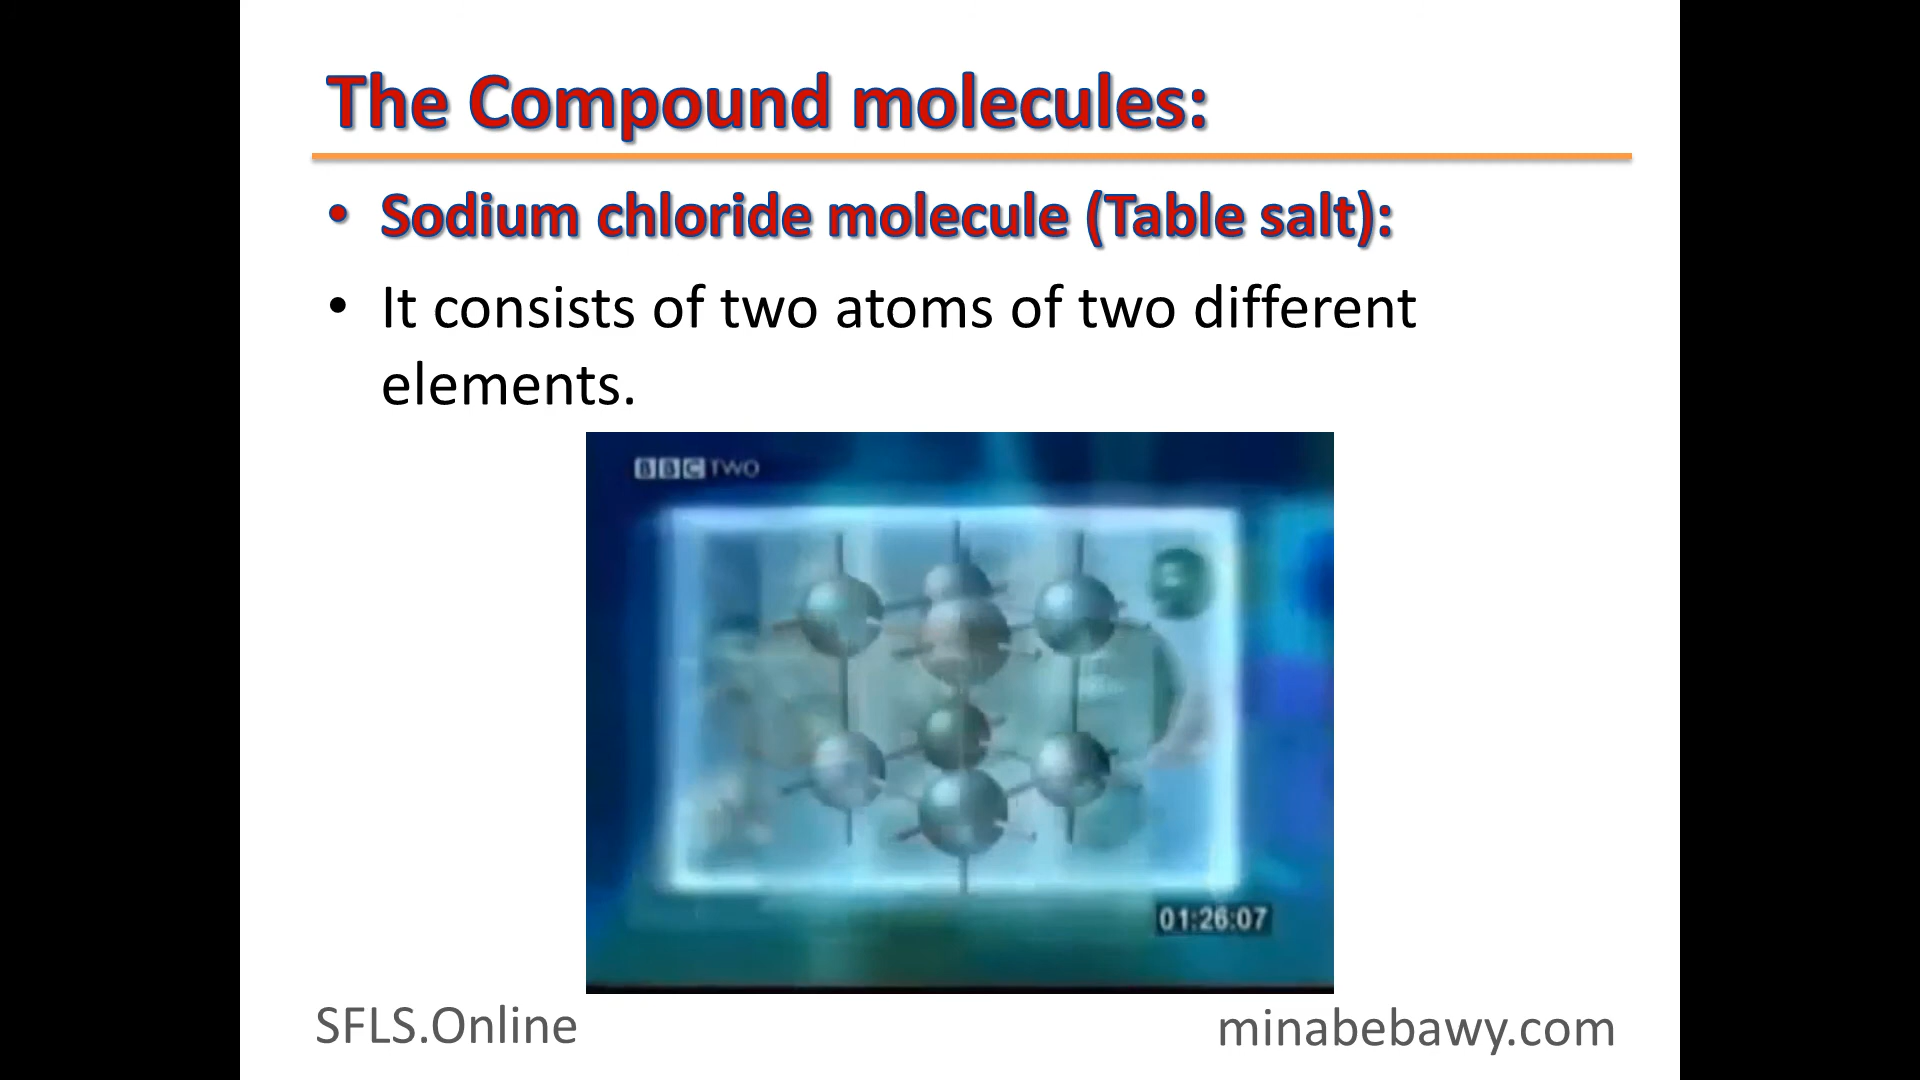 The Compound molecules:
• Sodium chloride molecule (Table salt):
• It consists of two atoms of two different
elements.
BBC TWO
01:26:07
SFLS.Online
minabebawy.com